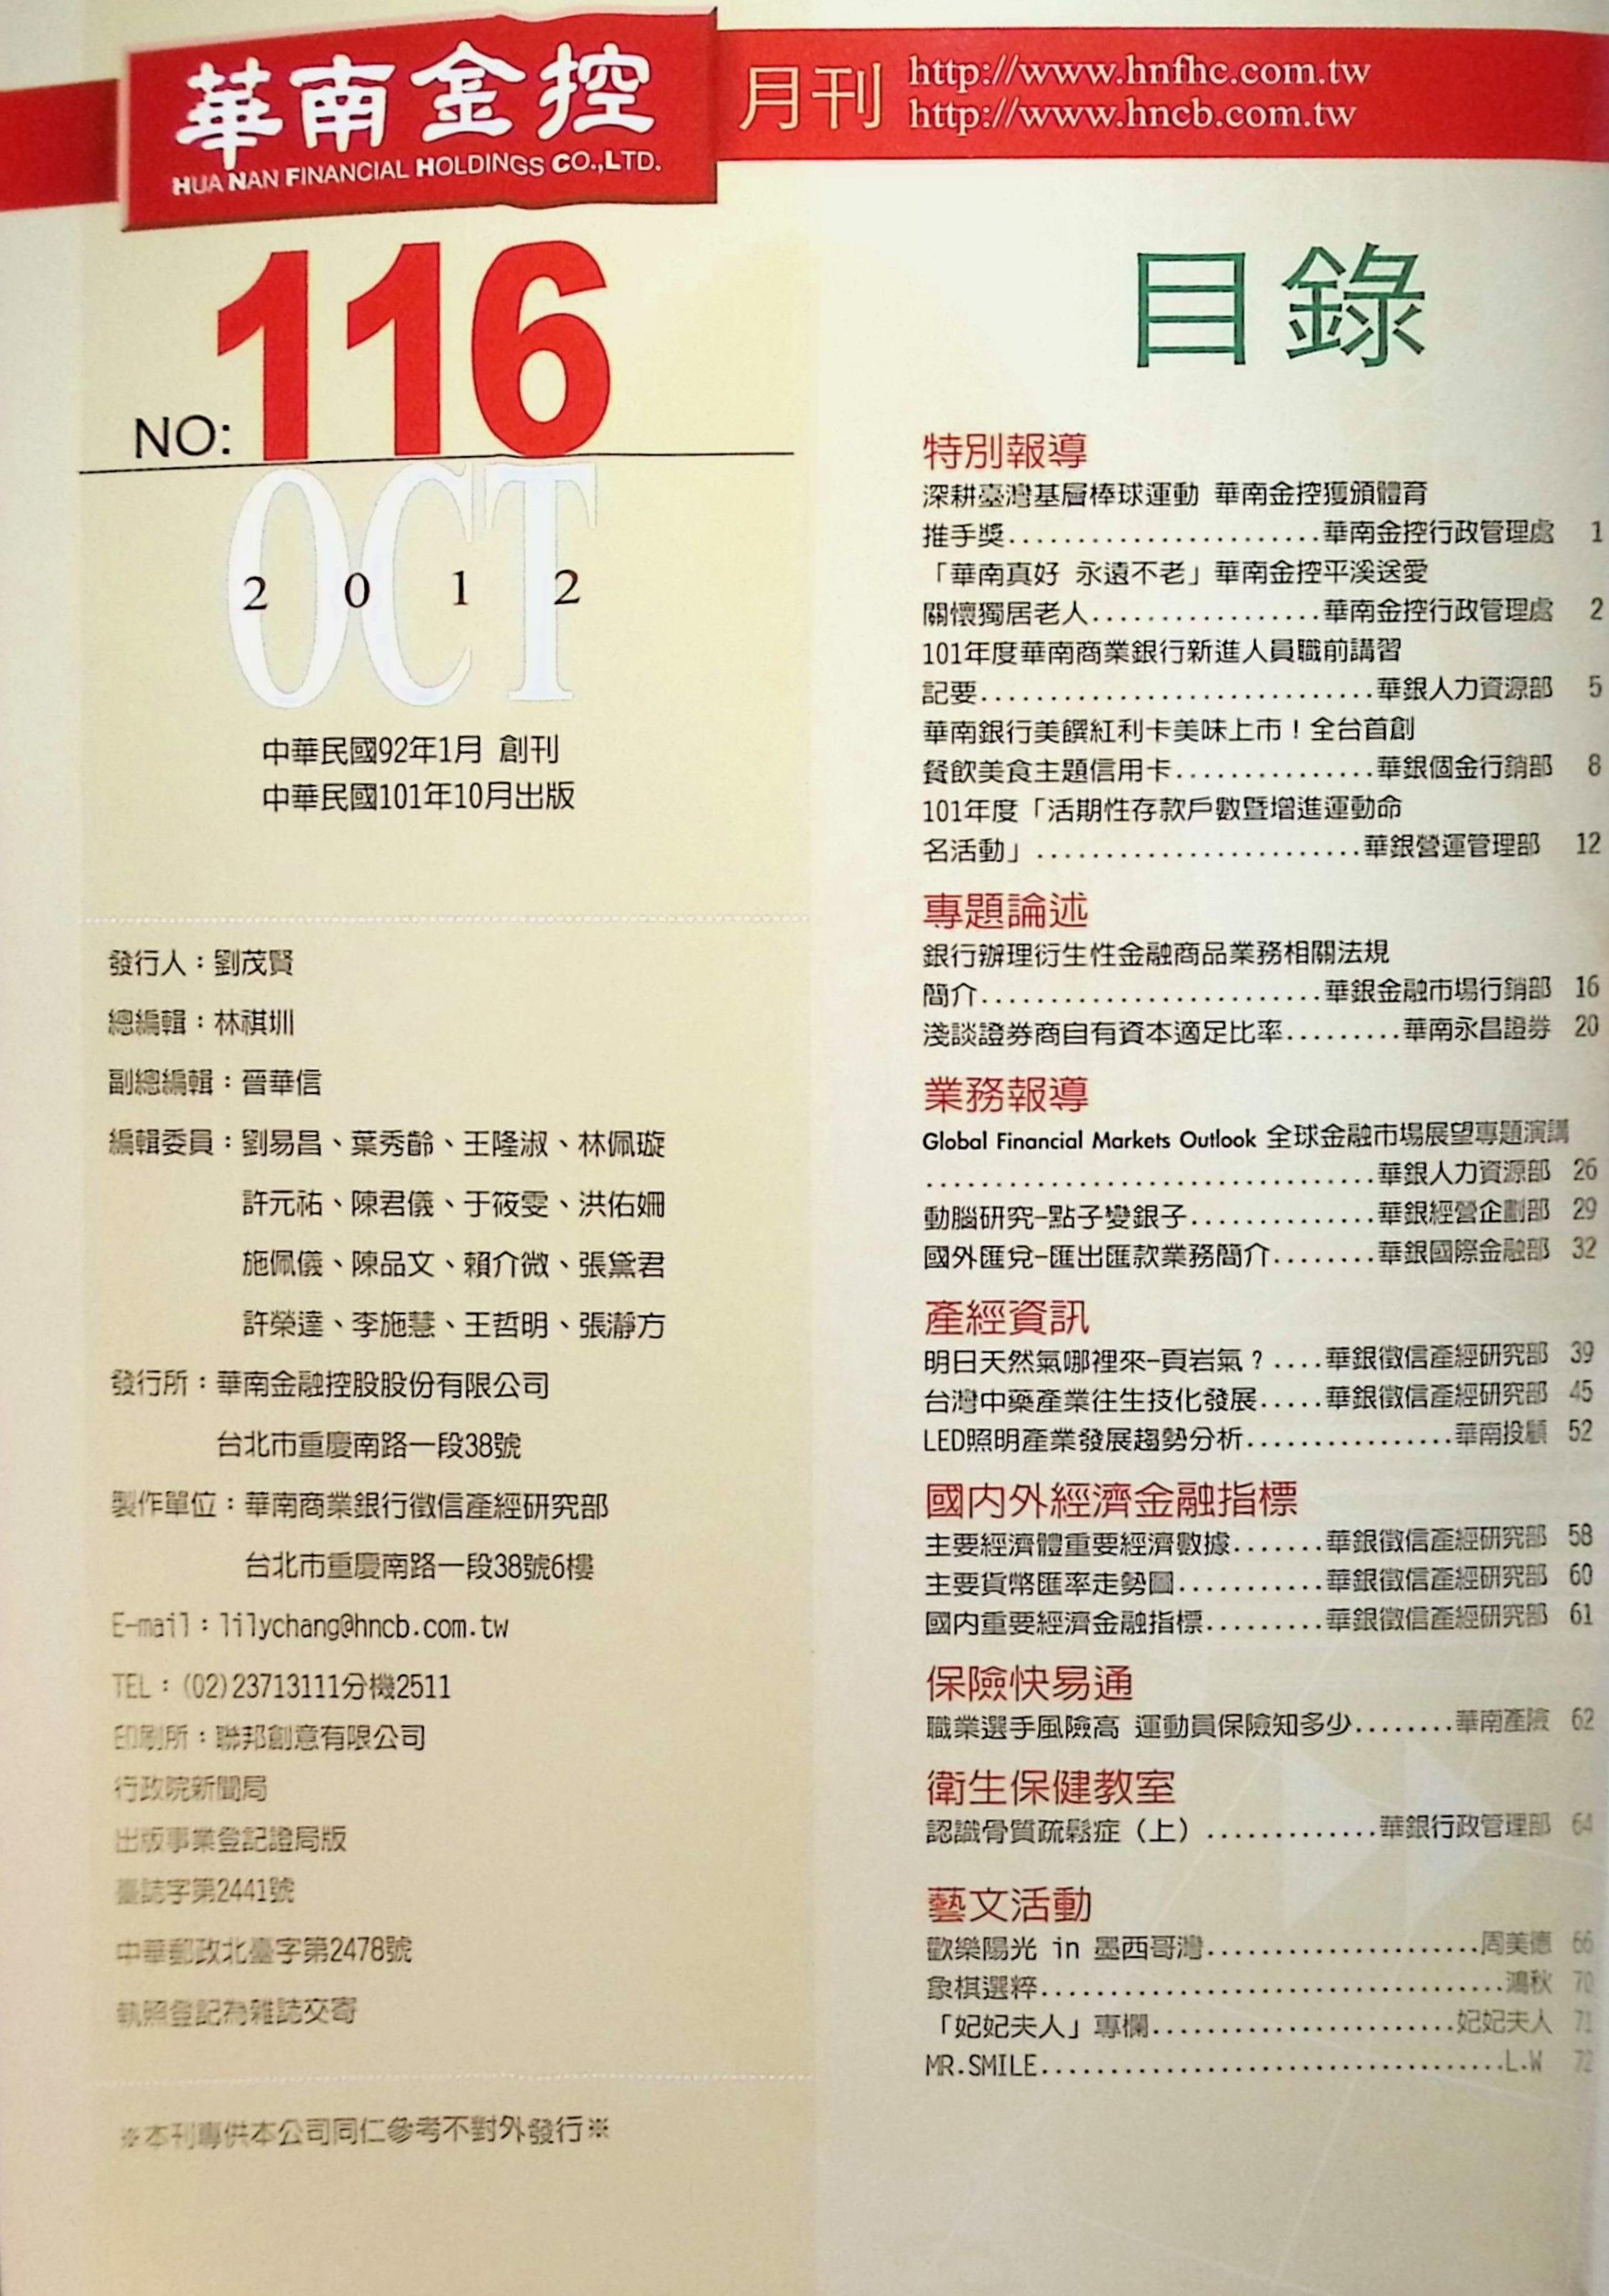 華南金控
HUA NAN FINANCIAL HOLDINGS CO.,LTD.
月刊
http://www.hnfhc.com.tw
http://www.hncb.com.tw
NO: 116
OCT
2 0 1 2
中華民國92年1月 創刊
中華民國101年10月出版
發行人：劉茂賢
總編輯：林祺圳
副總編輯：晉華信
編輯委員：劉易昌、葉秀齡、王隆淑、林佩璇
許元祐、陳君儀、于筱雯、洪佑姍
施佩儀、陳品文、賴介微、張黛君
許榮達、李施慧、王哲明、張瀞方
發行所：華南金融控股股份有限公司
台北市重慶南路一段38號
製作單位：華南商業銀行徵信產經研究部
台北市重慶南路一段38號6樓
E-mail：lilychang@hncb.com.tw
TEL：(02)23713111分機2511
印刷所：聯邦創意有限公司
行政院新聞局
出版事業登記證局版
臺誌字第2441號
中華郵政北臺字第2478號
執照登記為雜誌交寄
※本刊專供本公司同仁參考不對外發行※
目錄
特別報導
深耕臺灣基層棒球運動 華南金控獲頒體育
推手獎.......................華南金控行政管理處 1
「華南真好 永遠不老」華南金控平溪送愛
關懷獨居老人.................華南金控行政管理處 2
101年度華南商業銀行新進人員職前講習
記要.............................華銀人力資源部 5
華南銀行美饌紅利卡美味上市！全台首創
餐飲美食主題信用卡...............華銀個金行銷部 8
101年度「活期性存款戶數暨增進運動命
名活動」........................華銀營運管理部 12
專題論述
銀行辦理衍生性金融商品業務相關法規
簡介.........................華銀金融市場行銷部 16
淺談證券商自有資本適足比率.........華南永昌證券 20
業務報導
Global Financial Markets Outlook 全球金融市場展望專題演講
.................................華銀人力資源部 26
動腦研究-點子變銀子..............華銀經營企劃部 29
國外匯兌-匯出匯款業務簡介........華銀國際金融部 32
產經資訊
明日天然氣哪裡來-頁岩氣？....華銀徵信產經研究部 39
台灣中藥產業往生技化發展.....華銀徵信產經研究部 45
LED照明產業發展趨勢分析...............華南投顧 52
國內外經濟金融指標
主要經濟體重要經濟數據.......華銀徵信產經研究部 58
主要貨幣匯率走勢圖...........華銀徵信產經研究部 60
國內重要經濟金融指標.........華銀徵信產經研究部 61
保險快易通
職業選手風險高 運動員保險知多少........華南產險 62
衛生保健教室
認識骨質疏鬆症（上）.............華銀行政管理部 64
藝文活動
歡樂陽光 in 墨西哥灣....................周美德 66
象棋選粹..................................鴻秋 70
「妃妃夫人」專欄......................妃妃夫人 71
MR.SMILE..................................L.W 72